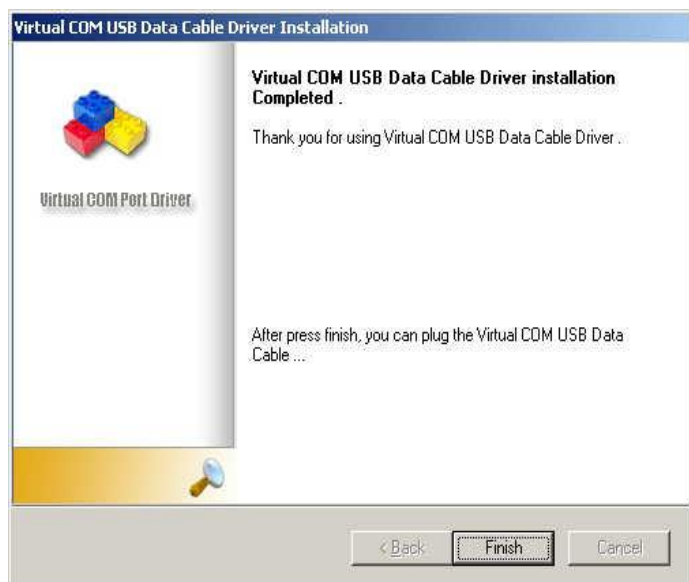 Virtual COM USB Data Cable Driver Installation
Virtual COM USB Data Cable Driver installation
Completed .
Thank you for using Virtual COM USB Data Cable Driver .
Virtual COM Port Driver
After press finish, you can plug the Virtual COM USB Data
Cable ...
< Back Finish Cancel